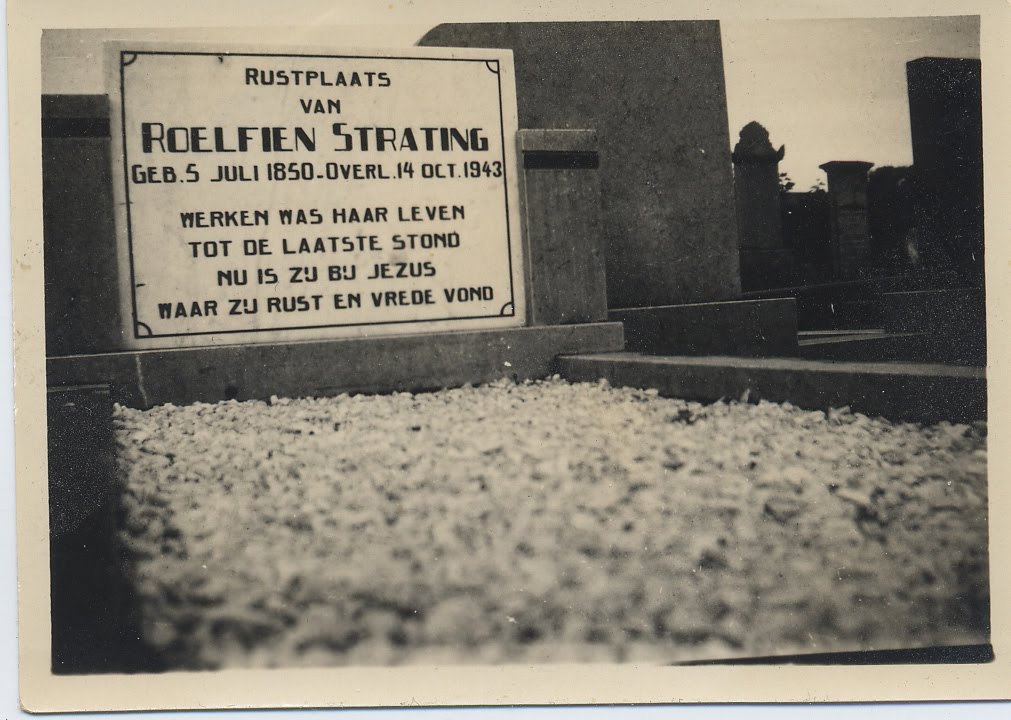 RUSTPLAATS
VAN
ROELFIEN STRATING
GEB. 5 JULI 1850-OVERL. 14 OCT. 1943
WERKEN WAS HAAR LEVEN
TOT DE LAATSTE STOND
NU IS ZIJ BIJ JEZUS
WAAR ZIJ RUST EN VREDE VOND